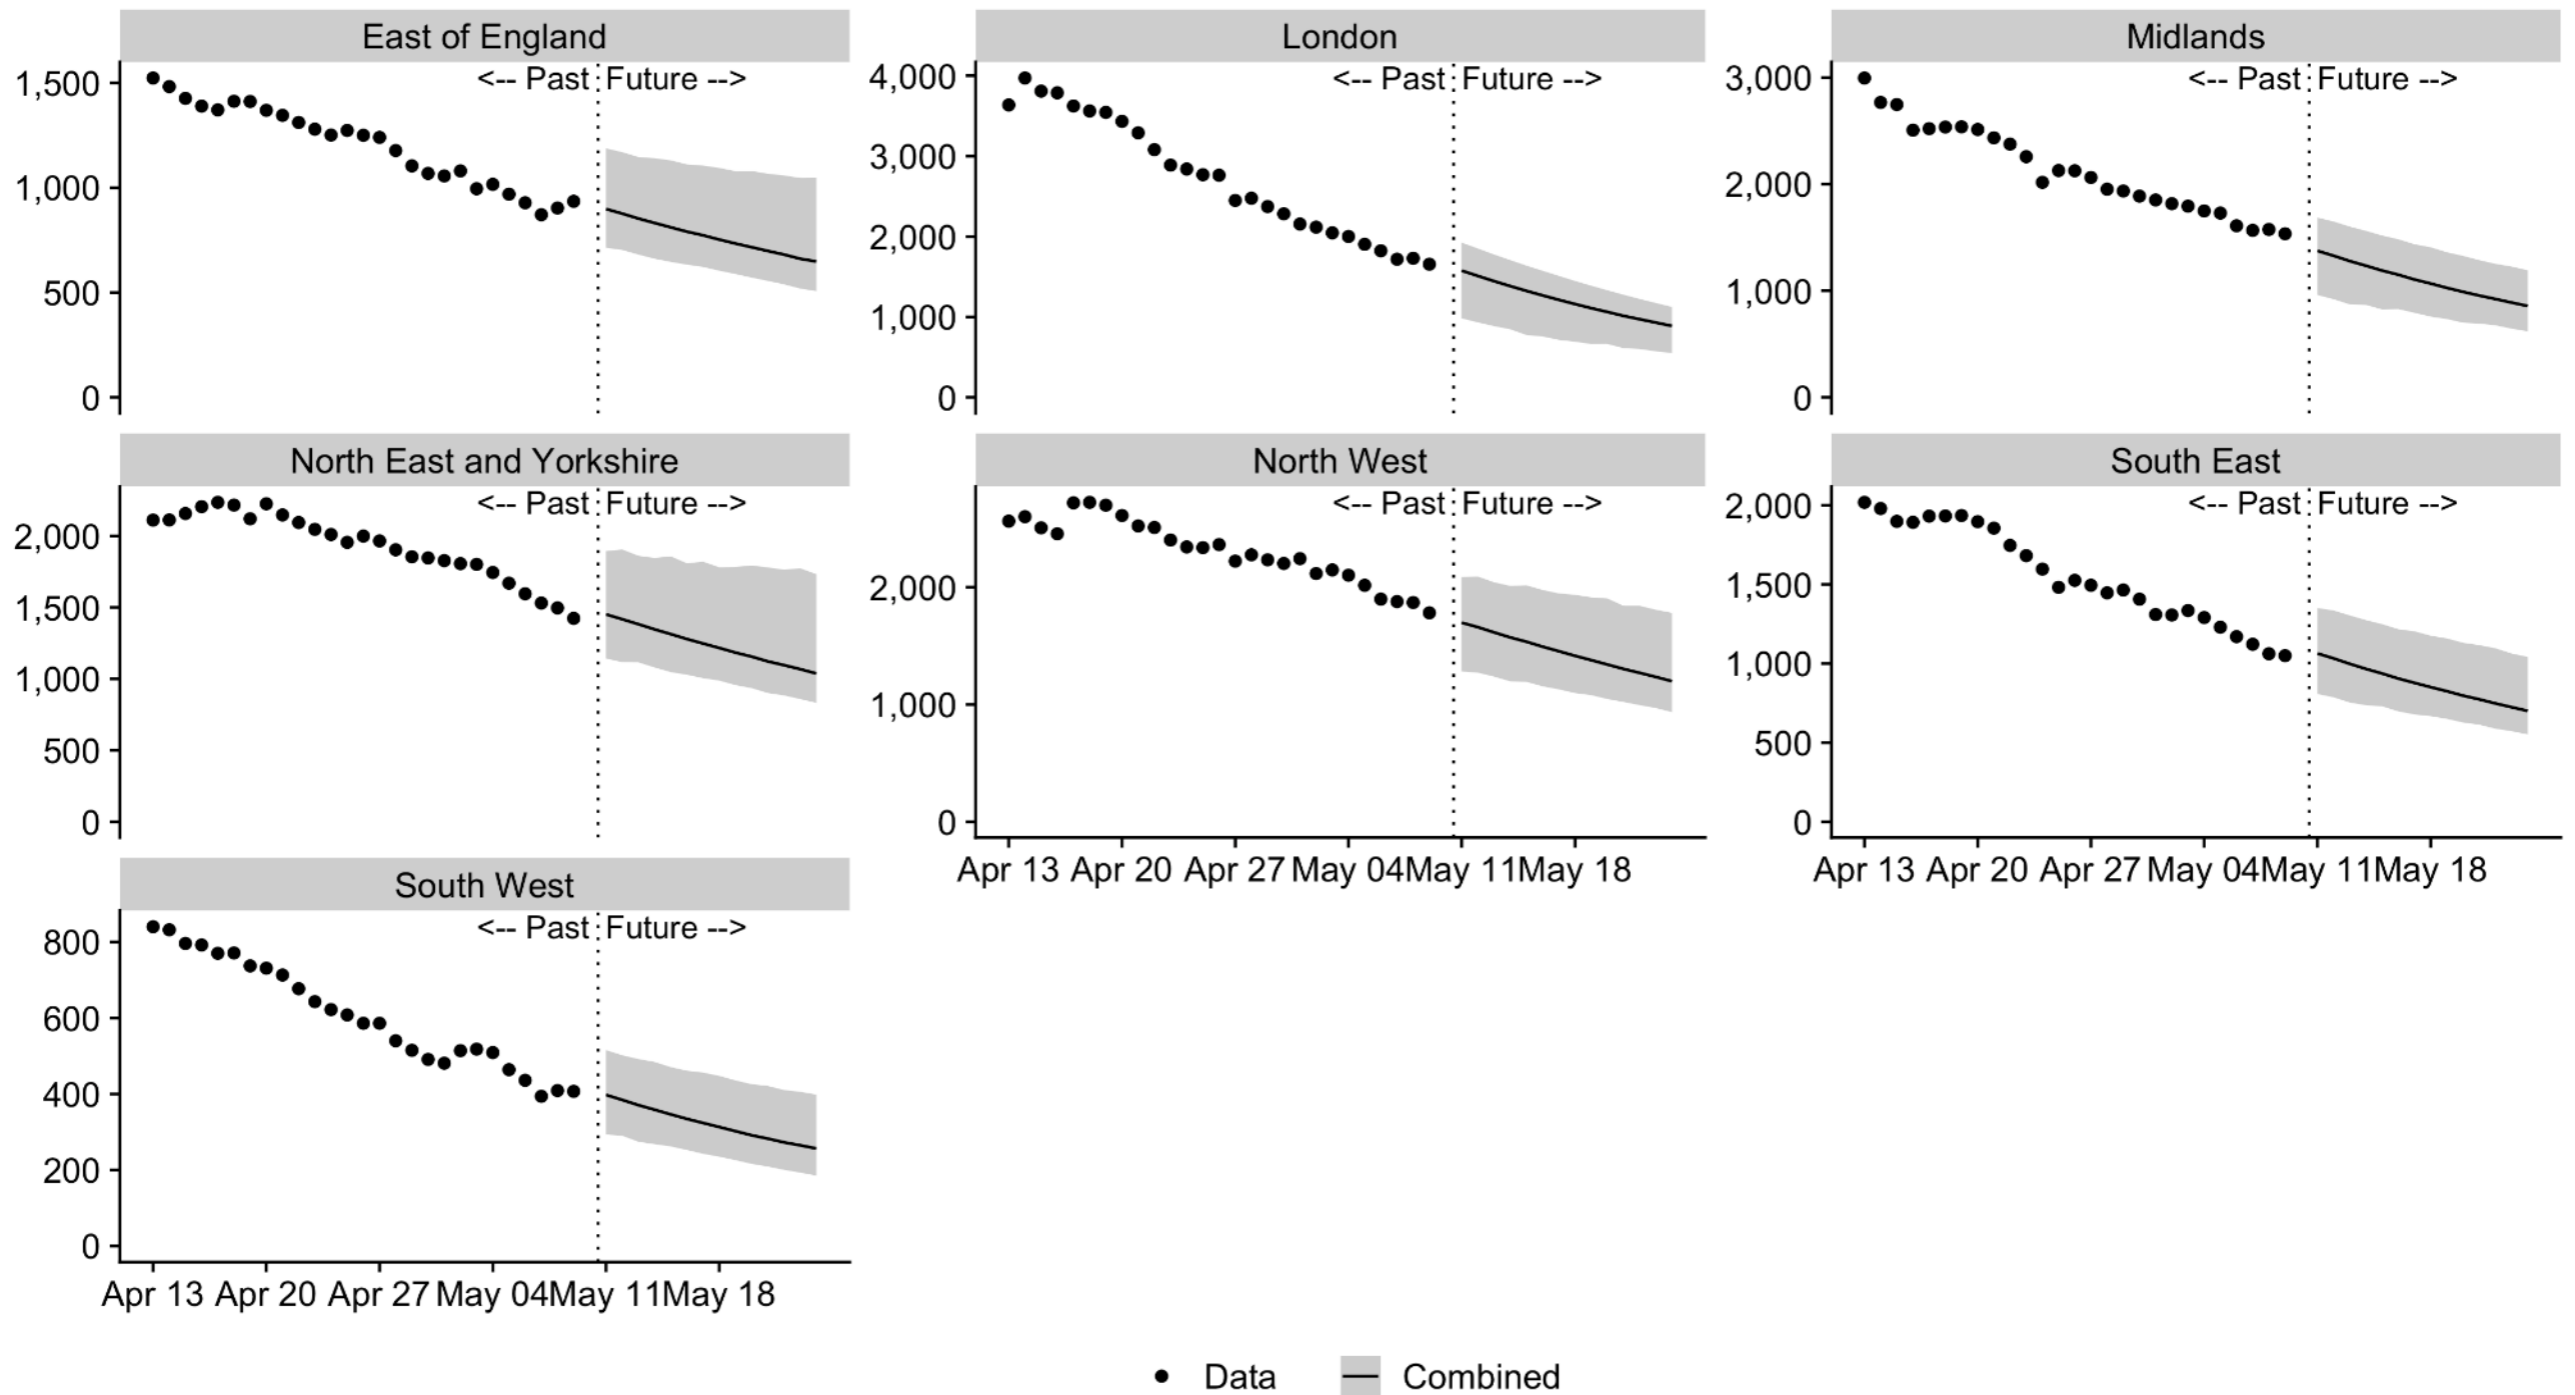 East of England
<-- Past Future -->
1,500
1,000
500
0
London
<-- Past Future -->
4,000
3,000
2,000
1,000
0
Midlands
<-- Past Future -->
3,000
2,000
1,000
0
North East and Yorkshire
<-- Past Future -->
2,000
1,500
1,000
500
0
North West
<-- Past Future -->
2,000
1,000
0
Apr 13 Apr 20 Apr 27 May 04 May 11 May 18
South East
<-- Past Future -->
2,000
1,500
1,000
500
0
Apr 13 Apr 20 Apr 27 May 04 May 11 May 18
South West
<-- Past Future -->
800
600
400
200
0
Apr 13 Apr 20 Apr 27 May 04 May 11 May 18
Data Combined